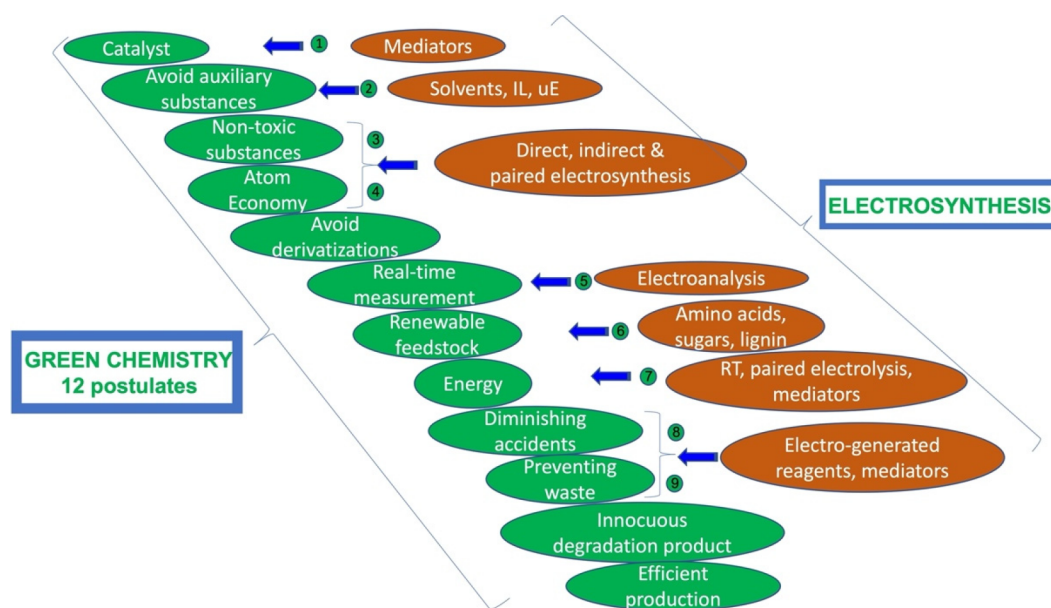 Catalyst
1
Mediators
Avoid auxiliary
substances
2
Solvents, IL, uE
Non-toxic
substances
3
Direct, indirect &
paired electrosynthesis
Atom
Economy
4
Avoid
derivatizations
ELECTROSYNTHESIS
Real-time
measurement
5
Electroanalysis
Renewable
feedstock
6
Amino acids,
sugars, lignin
GREEN CHEMISTRY
12 postulates
Energy
7
RT, paired electrolysis,
mediators
Diminishing
accidents
8
Electro-generated
reagents, mediators
Preventing
waste
9
Innocuous
degradation product
Efficient
production